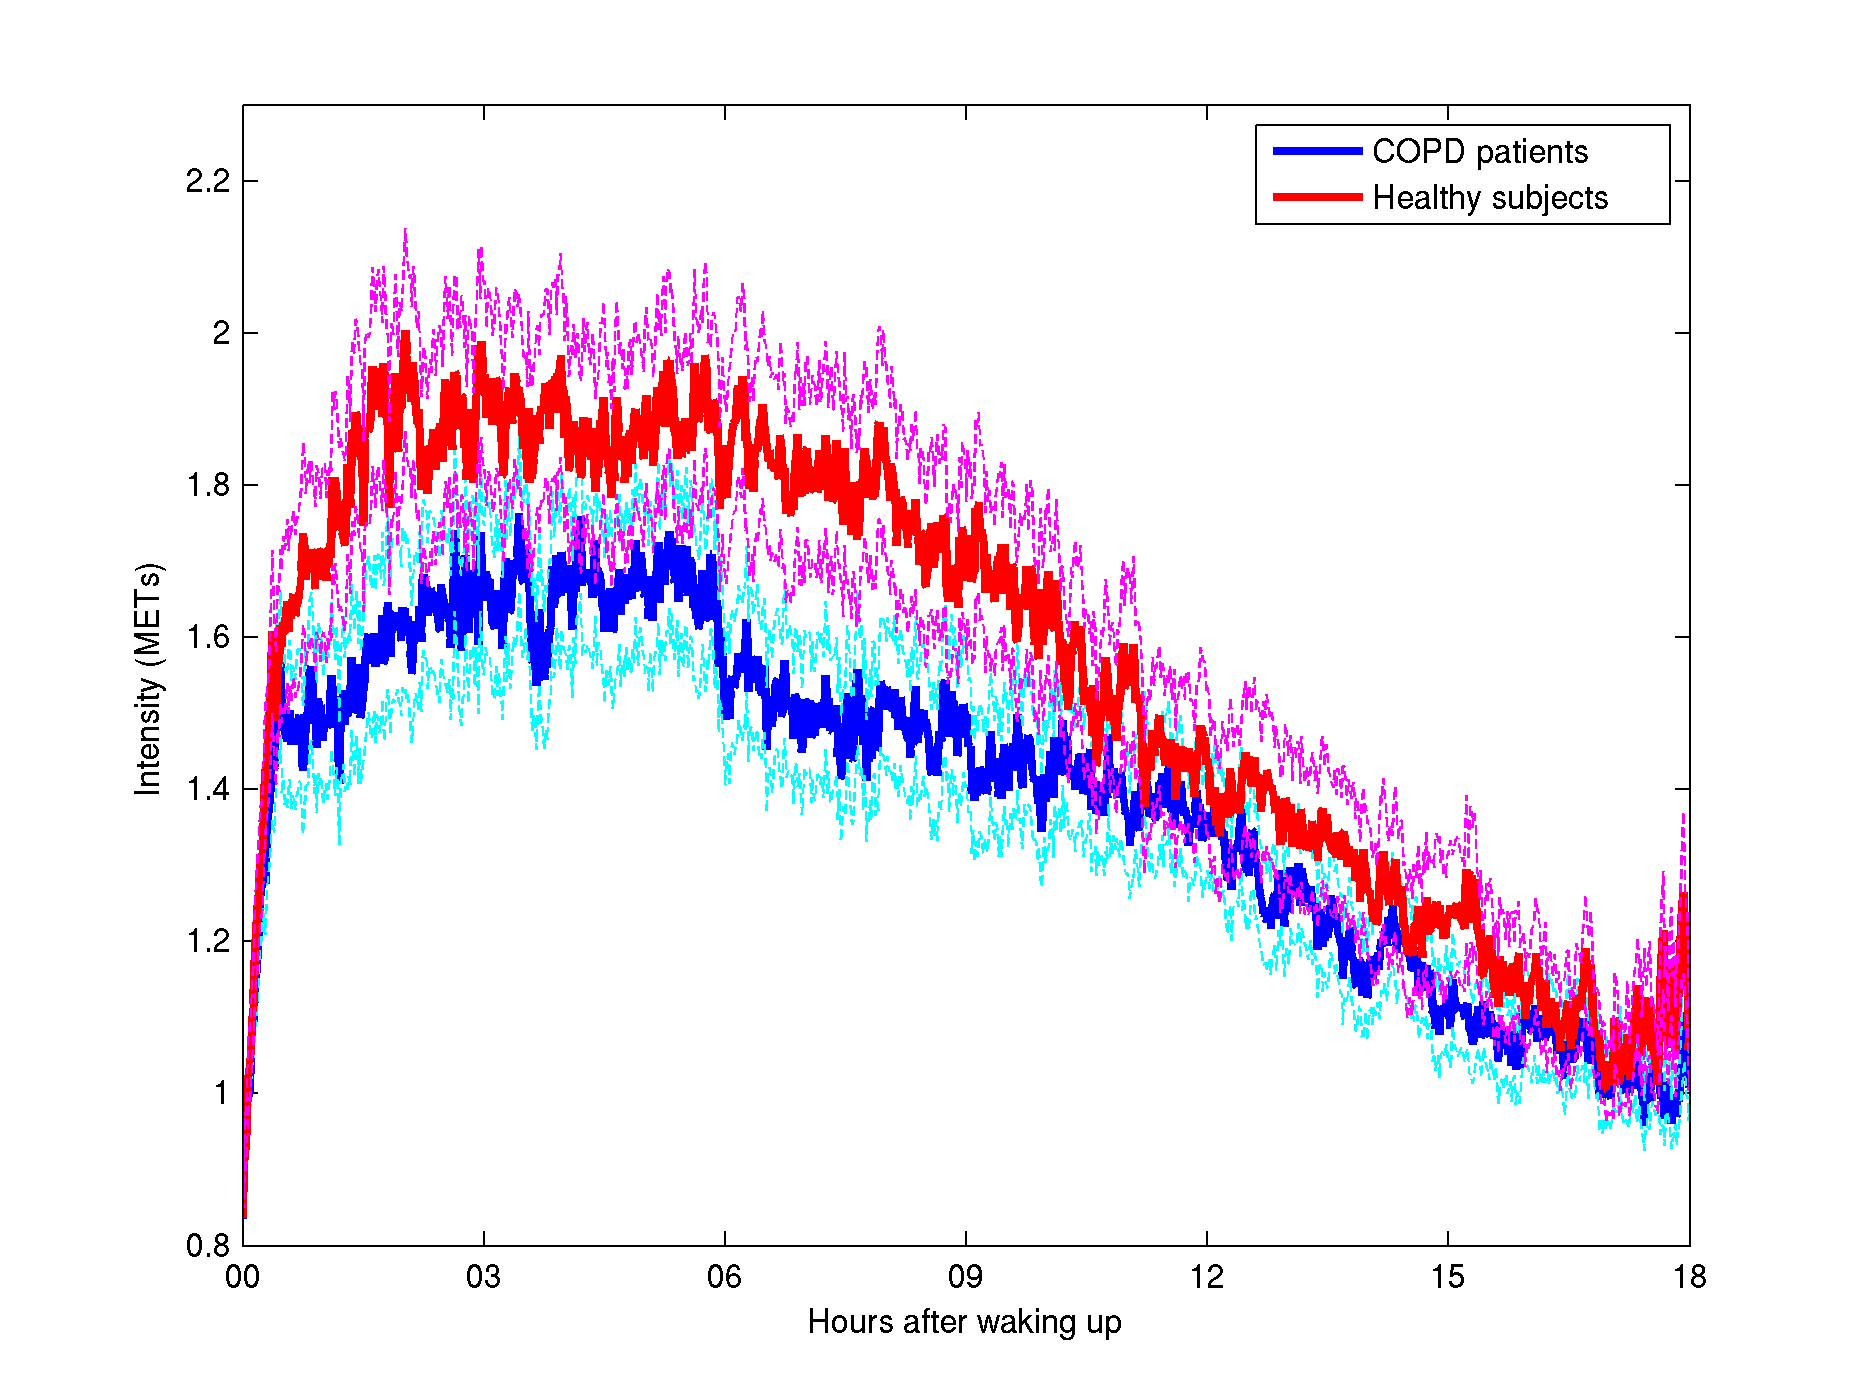 COPD patients
Healthy subjects
2.2
2
1.8
1.6
1.4
1.2
1
0.8
Intensity (METs)
00 03 06 09 12 15 18
Hours after waking up